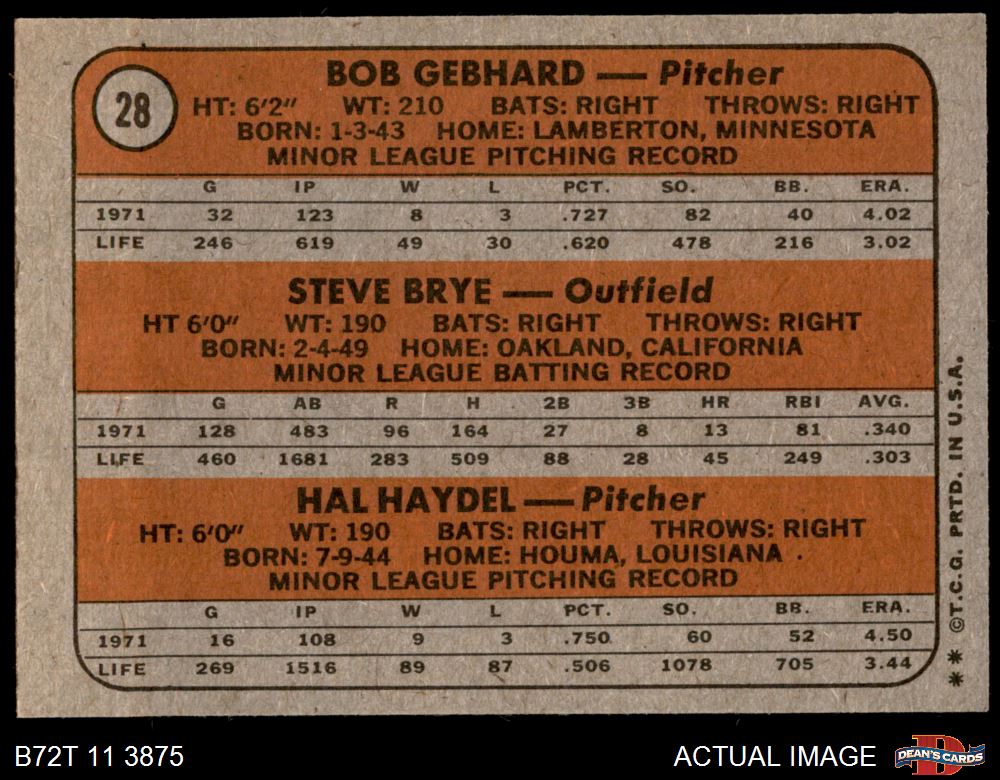 28
BOB GEBHARD — Pitcher
HT: 6'2" WT: 210 BATS: RIGHT THROWS: RIGHT
BORN: 1-3-43 HOME: LAMBERTON, MINNESOTA
MINOR LEAGUE PITCHING RECORD
G IP W L PCT. SO. BB. ERA.
1971 32 123 8 3 .727 82 40 4.02
LIFE 246 619 49 30 .620 478 216 3.02
STEVE BRYE — Outfield
HT 6'0" WT: 190 BATS: RIGHT THROWS: RIGHT
BORN: 2-4-49 HOME: OAKLAND, CALIFORNIA
MINOR LEAGUE BATTING RECORD
G AB R H 2B 3B HR RBI AVG.
1971 128 483 96 164 27 8 13 81 .340
LIFE 460 1681 283 509 88 28 45 249 .303
HAL HAYDEL — Pitcher
HT: 6'0" WT: 190 BATS: RIGHT THROWS: RIGHT
BORN: 7-9-44 HOME: HOUMA, LOUISIANA
MINOR LEAGUE PITCHING RECORD
G IP W L PCT. SO. BB. ERA.
1971 16 108 9 3 .750 60 52 4.50
LIFE 269 1516 89 87 .506 1078 705 3.44
** ©T.C.G. PRTD. IN U.S.A.
B72T 11 3875
ACTUAL IMAGE
D
DEAN'S CARDS